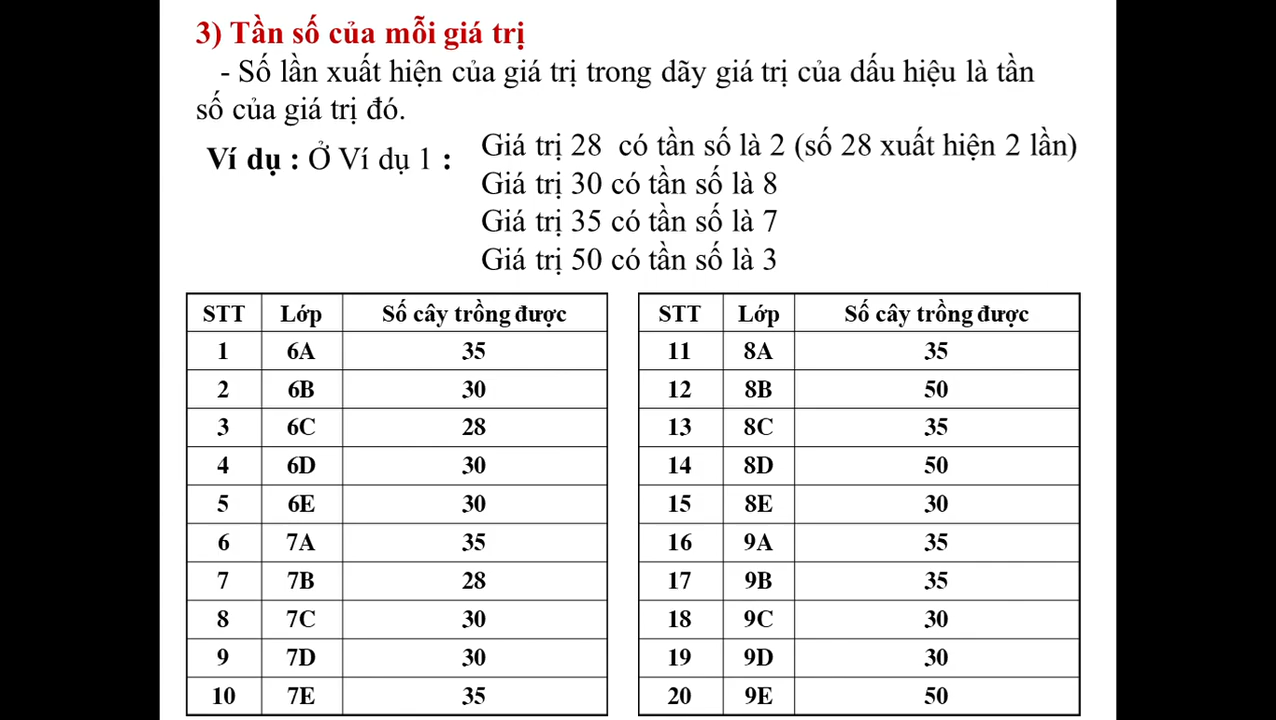 3) Tần số của mỗi giá trị
- Số lần xuất hiện của giá trị trong dãy giá trị của dấu hiệu là tần
số của giá trị đó.
Ví dụ : Ở Ví dụ 1 :
Giá trị 28 có tần số là 2 (số 28 xuất hiện 2 lần)
Giá trị 30 có tần số là 8
Giá trị 35 có tần số là 7
Giá trị 50 có tần số là 3
STT Lớp Số cây trồng được
1 6A 35
2 6B 30
3 6C 28
4 6D 30
5 6E 30
6 7A 35
7 7B 28
8 7C 30
9 7D 30
10 7E 35
STT Lớp Số cây trồng được
11 8A 35
12 8B 50
13 8C 35
14 8D 50
15 8E 30
16 9A 35
17 9B 35
18 9C 30
19 9D 30
20 9E 50